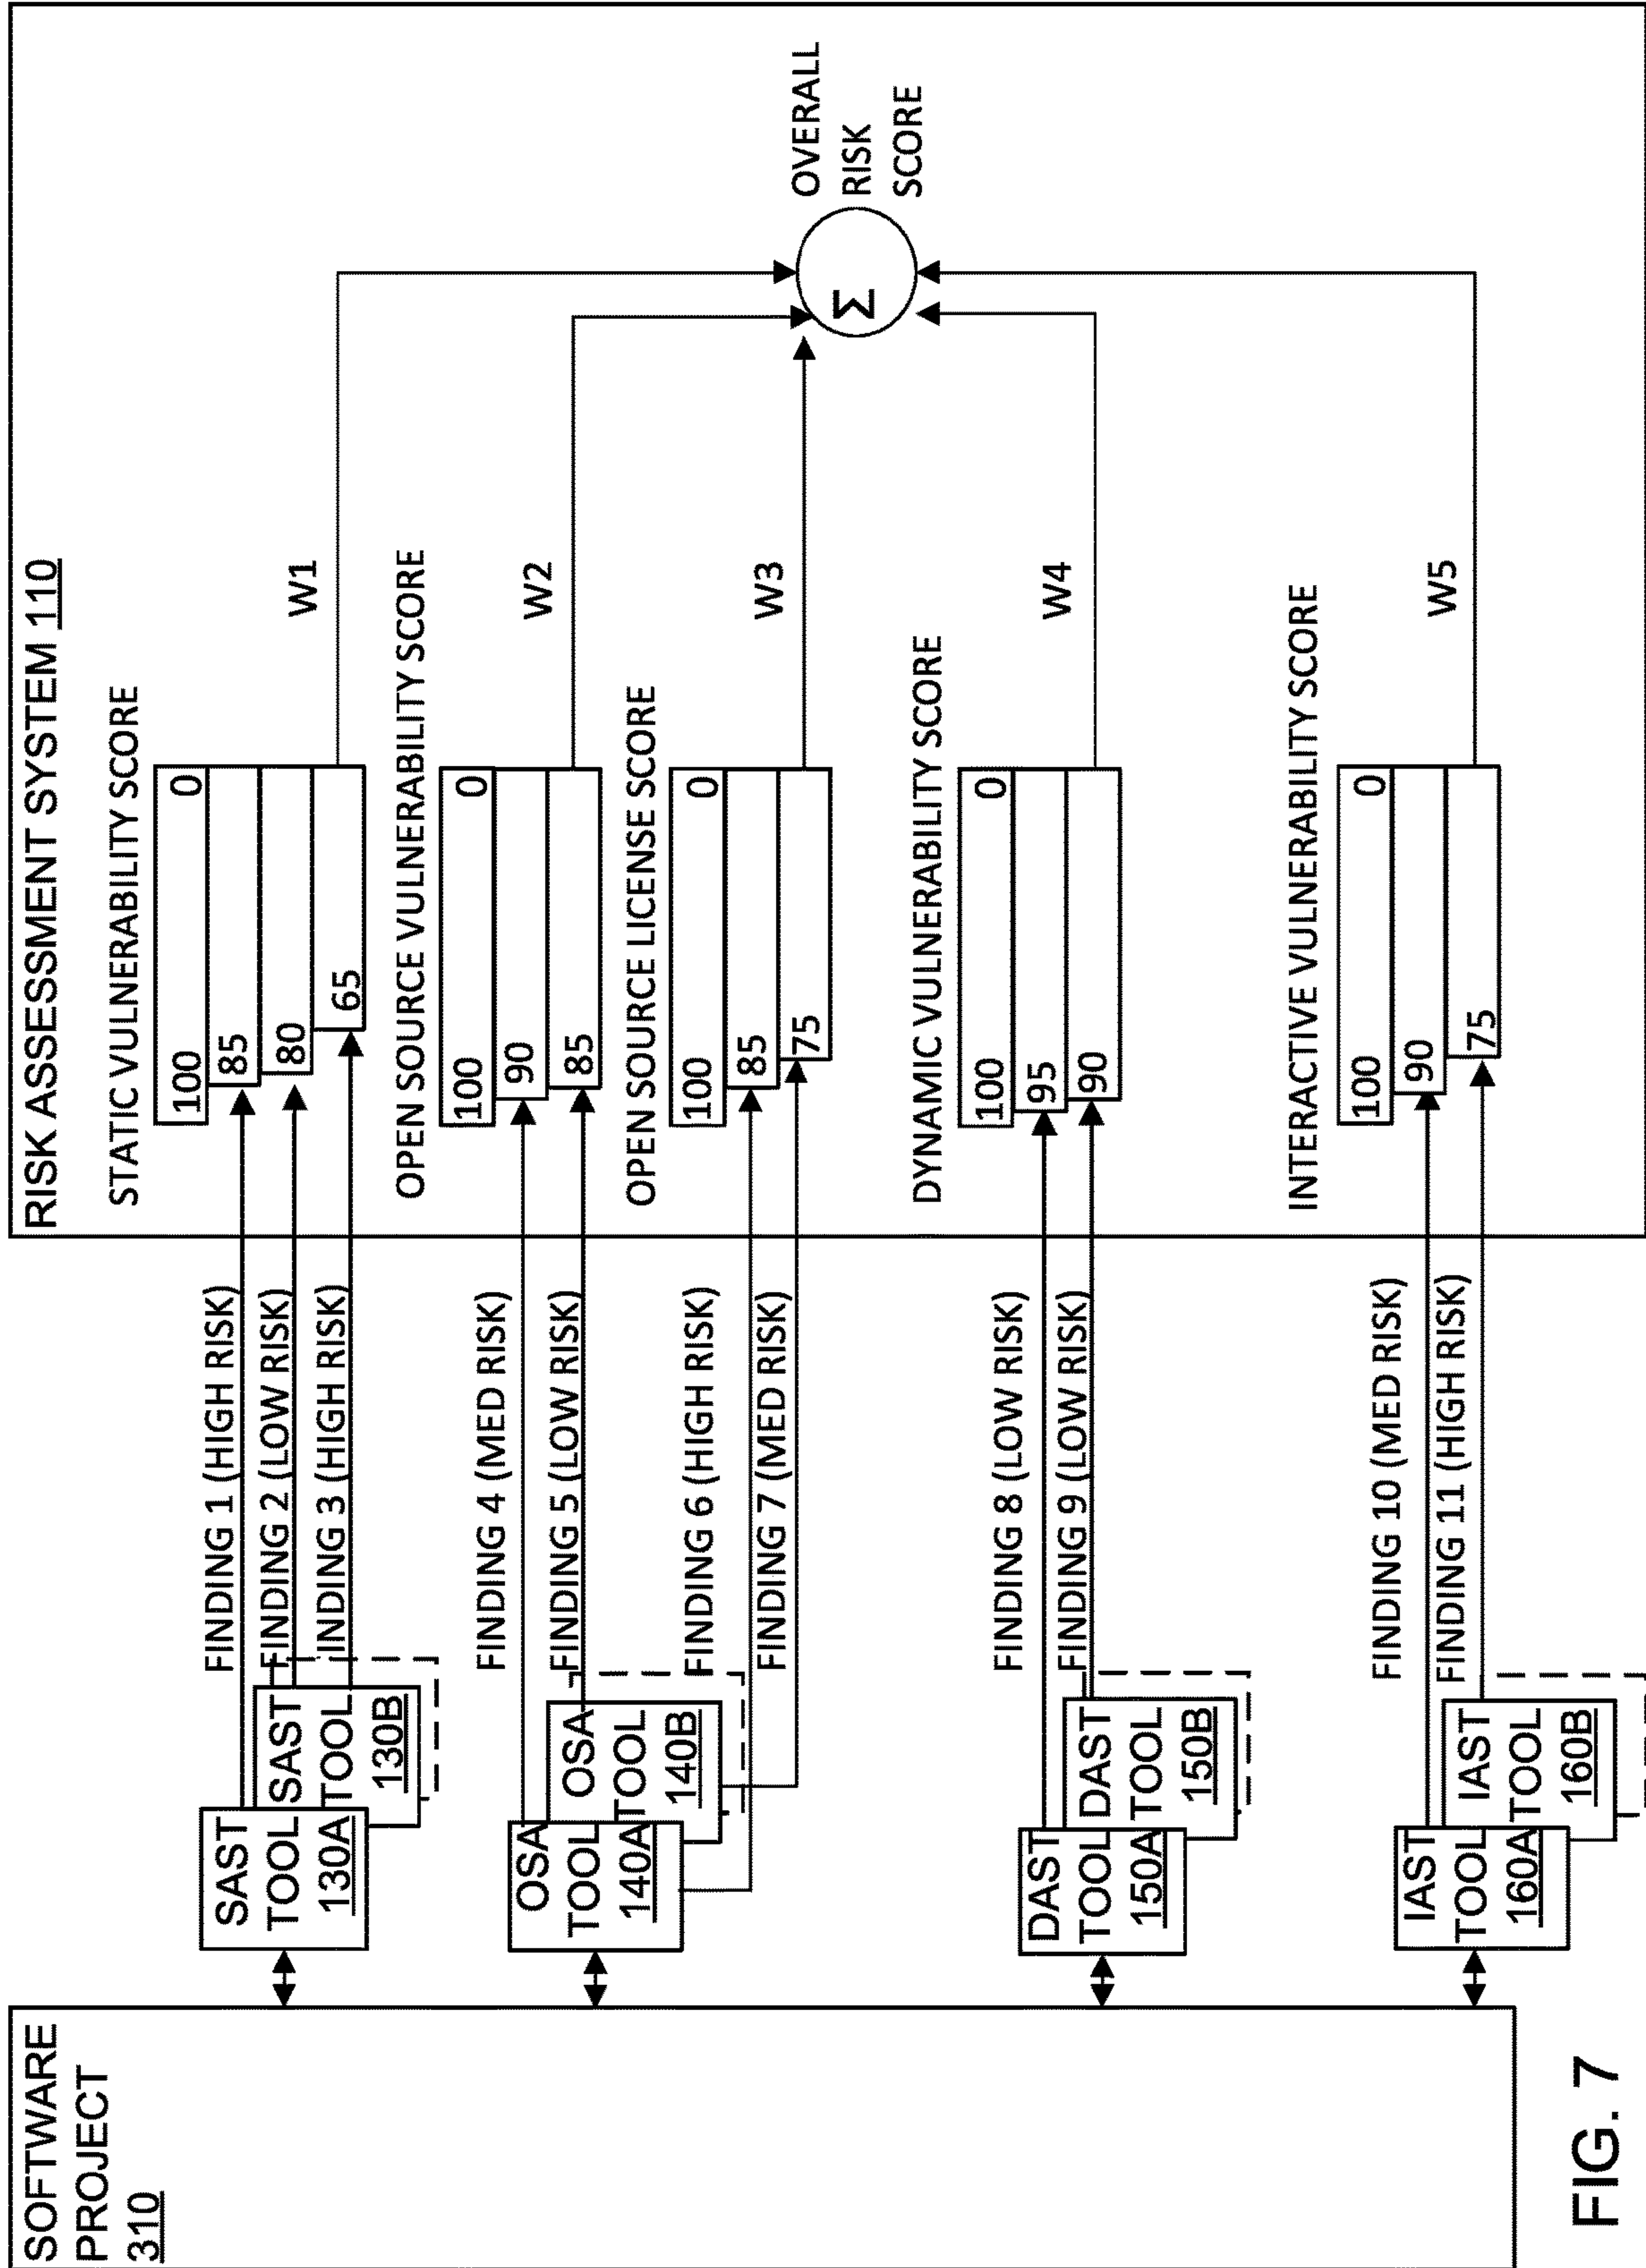 SOFTWARE
PROJECT
310
SAST
TOOL
130A
SAST
TOOL
130B
OSA
TOOL
140A
OSA
TOOL
140B
DAST
TOOL
150A
DAST
TOOL
150B
IAST
TOOL
160A
IAST
TOOL
160B
FINDING 1 (HIGH RISK)
FINDING 2 (LOW RISK)
FINDING 3 (HIGH RISK)
FINDING 4 (MED RISK)
FINDING 5 (LOW RISK)
FINDING 6 (HIGH RISK)
FINDING 7 (MED RISK)
FINDING 8 (LOW RISK)
FINDING 9 (LOW RISK)
FINDING 10 (MED RISK)
FINDING 11 (HIGH RISK)
RISK ASSESSMENT SYSTEM 110
STATIC VULNERABILITY SCORE
100 0
85
80
65
W1
OPEN SOURCE VULNERABILITY SCORE
100 0
90
85
W2
OPEN SOURCE LICENSE SCORE
100 0
85
75
W3
DYNAMIC VULNERABILITY SCORE
100 0
95
90
W4
INTERACTIVE VULNERABILITY SCORE
100 0
90
75
W5
Σ
OVERALL
RISK
SCORE
FIG. 7